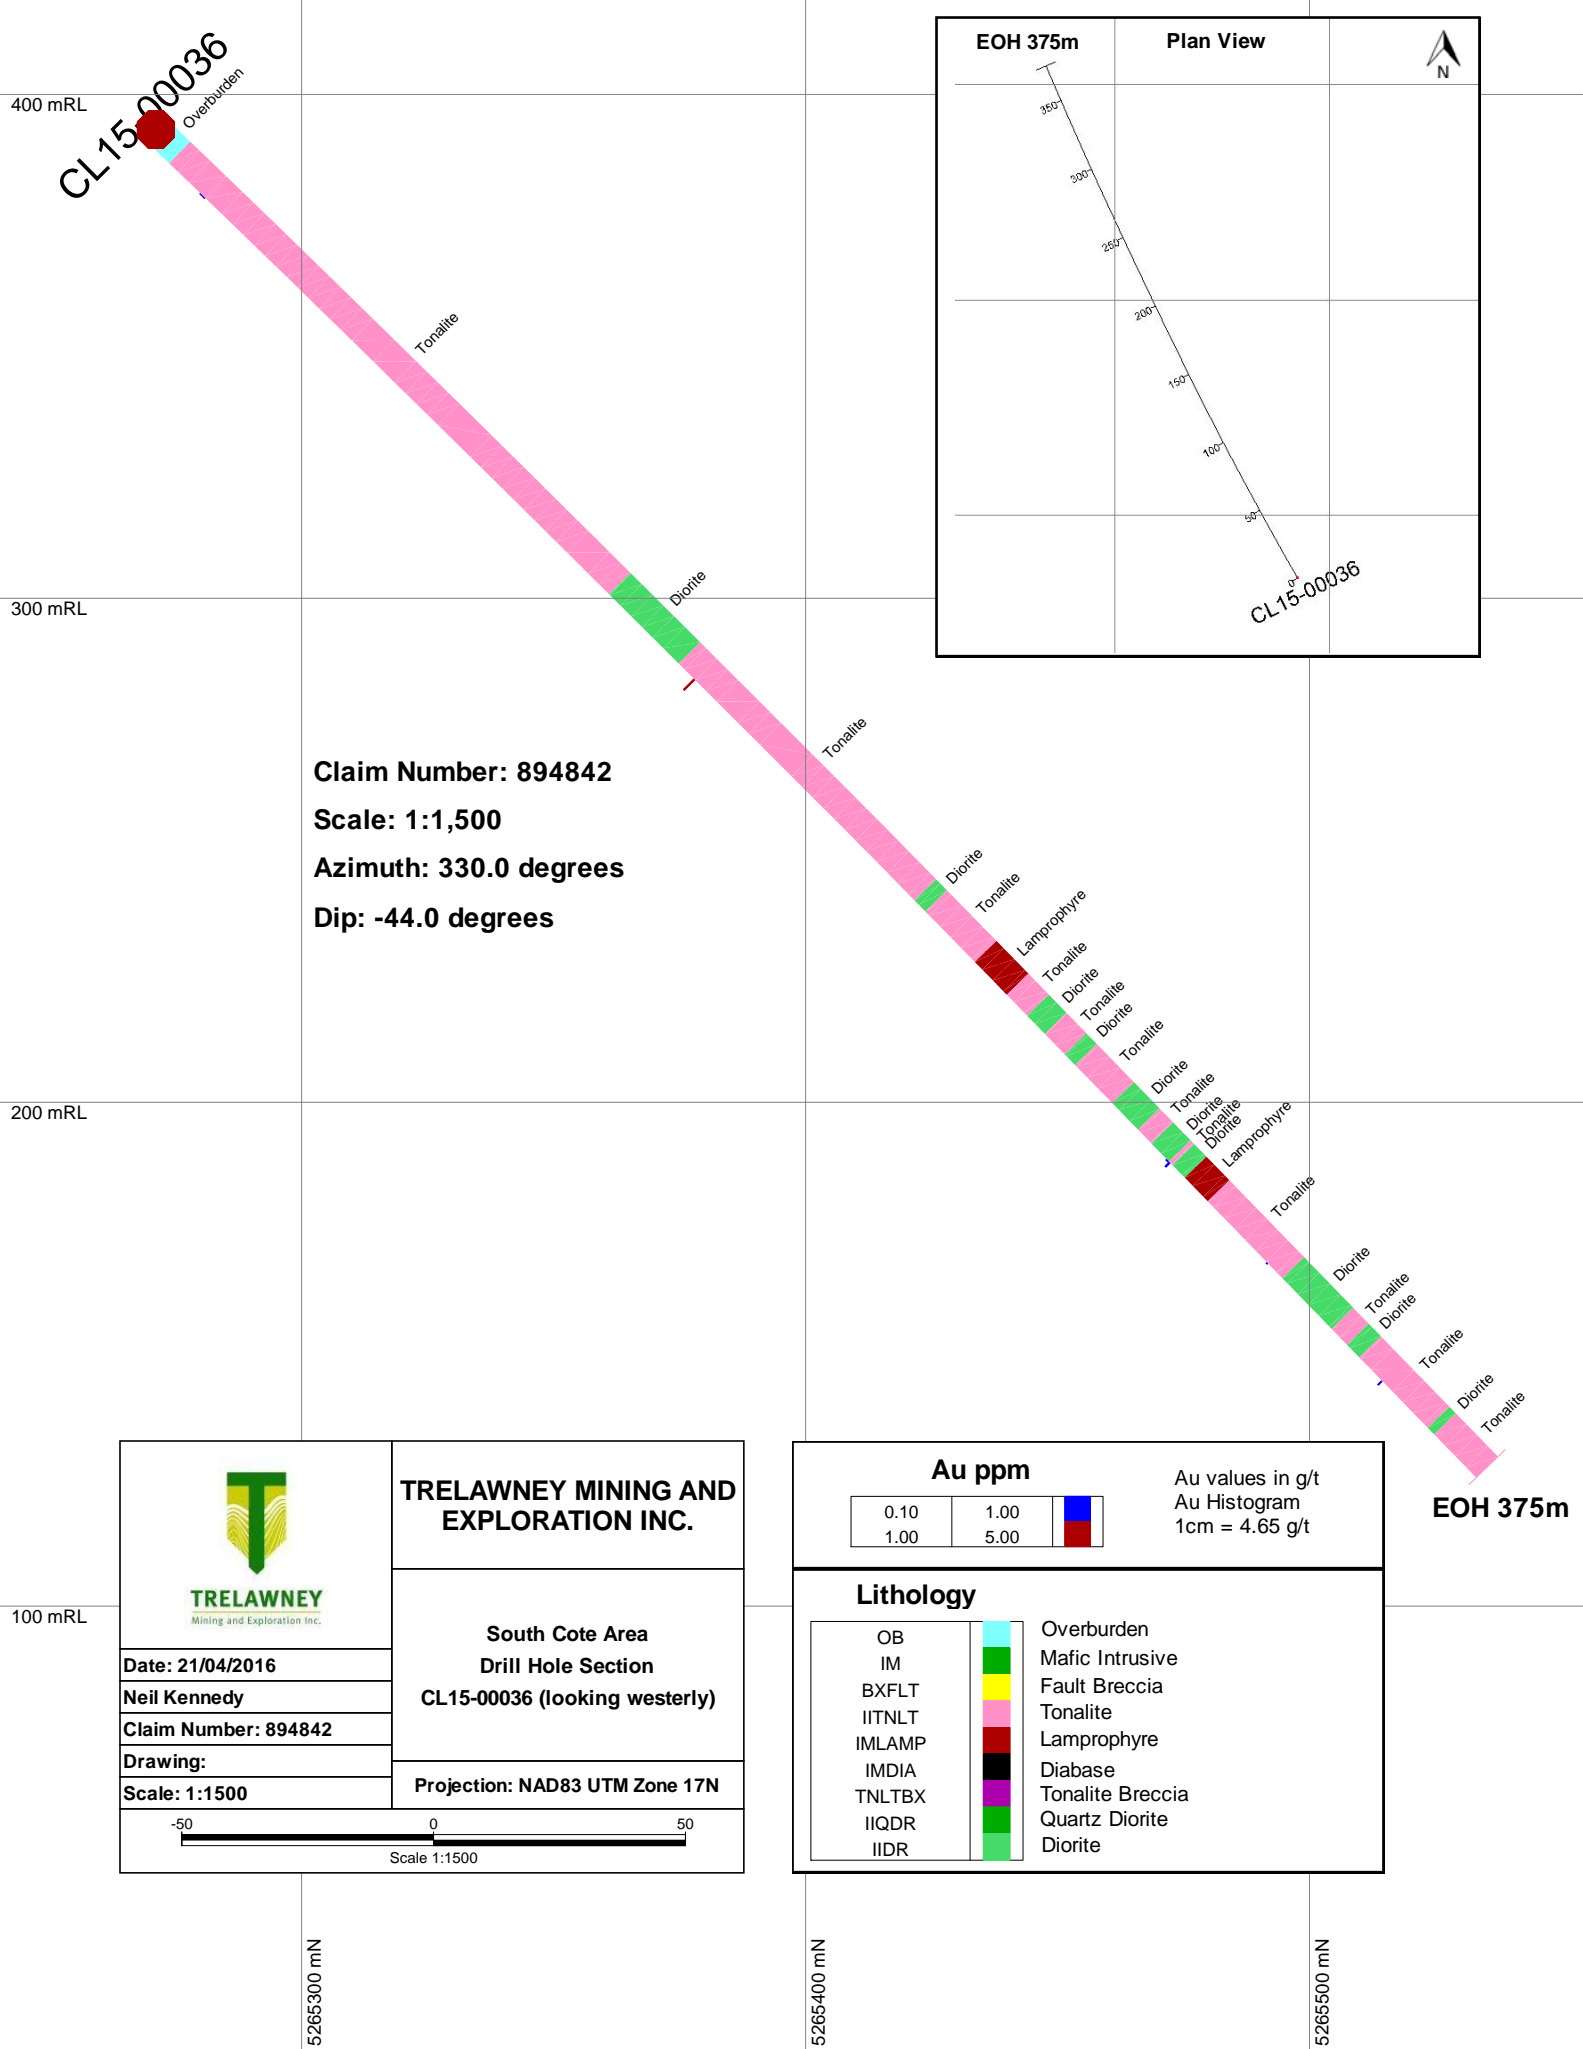 CL15-00036
Overburden
400 mRL
EOH 375m
Plan View
N
350
300
250
200
150
100
50
0
CL15-00036
Tonalite
300 mRL
Diorite
Tonalite
Claim Number: 894842
Scale: 1:1,500
Azimuth: 330.0 degrees
Dip: -44.0 degrees
Diorite
Tonalite
Lamprophyre
Tonalite
Diorite
Tonalite
Diorite
Tonalite
200 mRL
Diorite
Tonalite
Diorite
Tonalite
Diorite
Lamprophyre
Tonalite
Diorite
Tonalite
Diorite
Tonalite
Diorite
Tonalite
EOH 375m
100 mRL
TRELAWNEY
Mining and Exploration Inc.
TRELAWNEY MINING AND
EXPLORATION INC.
South Cote Area
Drill Hole Section
CL15-00036 (looking westerly)
Date: 21/04/2016
Neil Kennedy
Claim Number: 894842
Drawing:
Scale: 1:1500
Projection: NAD83 UTM Zone 17N
-50 0 50
Scale 1:1500
Au ppm
0.10 1.00
1.00 5.00
Au values in g/t
Au Histogram
1cm = 4.65 g/t
Lithology
OB Overburden
IM Mafic Intrusive
BXFLT Fault Breccia
IITNLT Tonalite
IMLAMP Lamprophyre
IMDIA Diabase
TNLTBX Tonalite Breccia
IIQDR Quartz Diorite
IIDR Diorite
5265300 mN
5265400 mN
5265500 mN